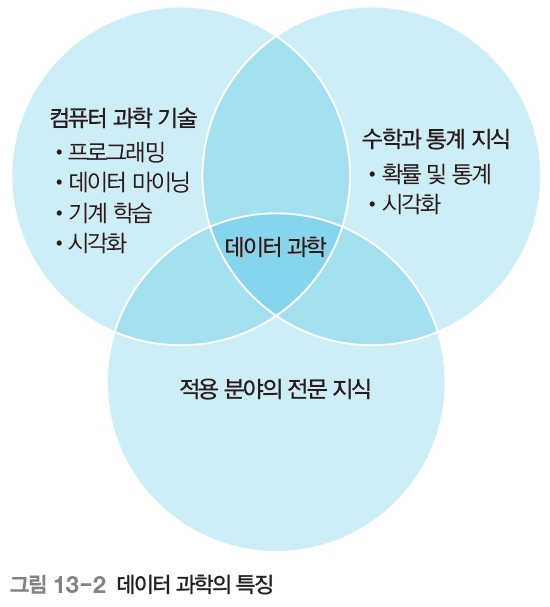 컴퓨터 과학 기술
• 프로그래밍
• 데이터 마이닝
• 기계 학습
• 시각화
수학과 통계 지식
• 확률 및 통계
• 시각화
데이터 과학
적용 분야의 전문 지식
그림 13-2 데이터 과학의 특징